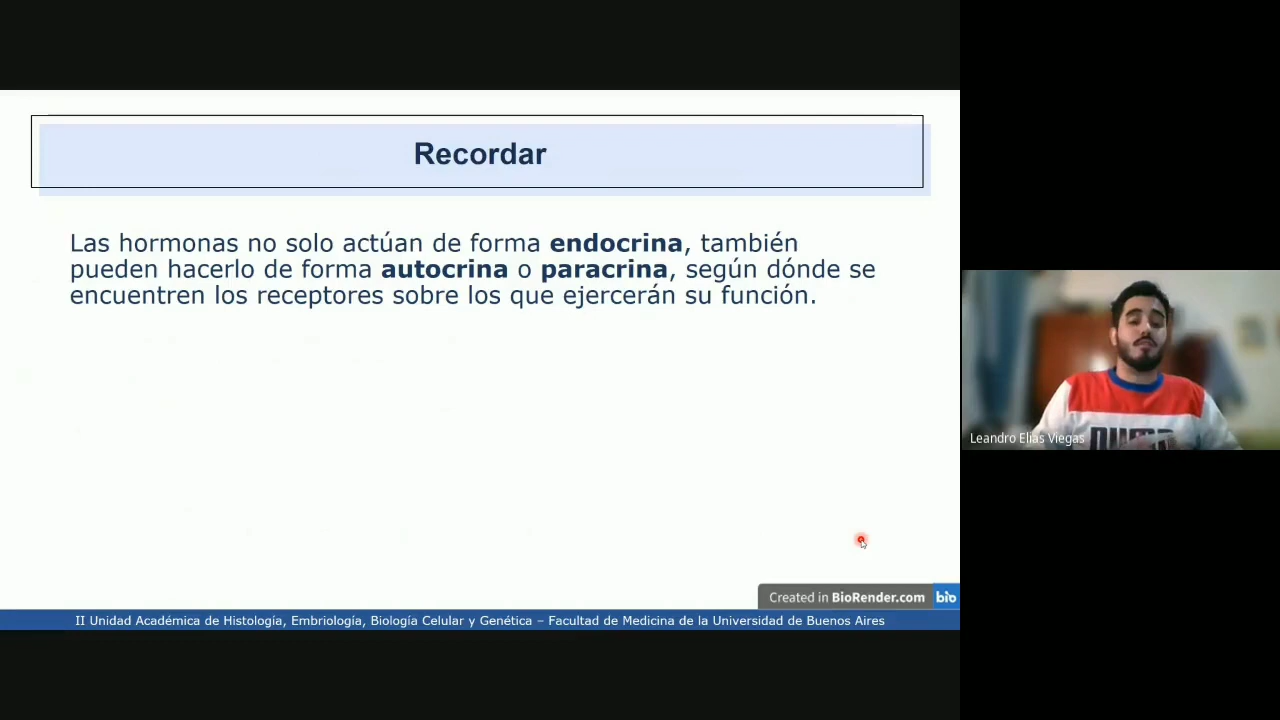 Recordar
Las hormonas no solo actúan de forma endocrina, también
pueden hacerlo de forma autocrina o paracrina, según dónde se
encuentren los receptores sobre los que ejercerán su función.
Leandro Elias Viegas
Created in BioRender.com bio
II Unidad Académica de Histología, Embriología, Biología Celular y Genética – Facultad de Medicina de la Universidad de Buenos Aires